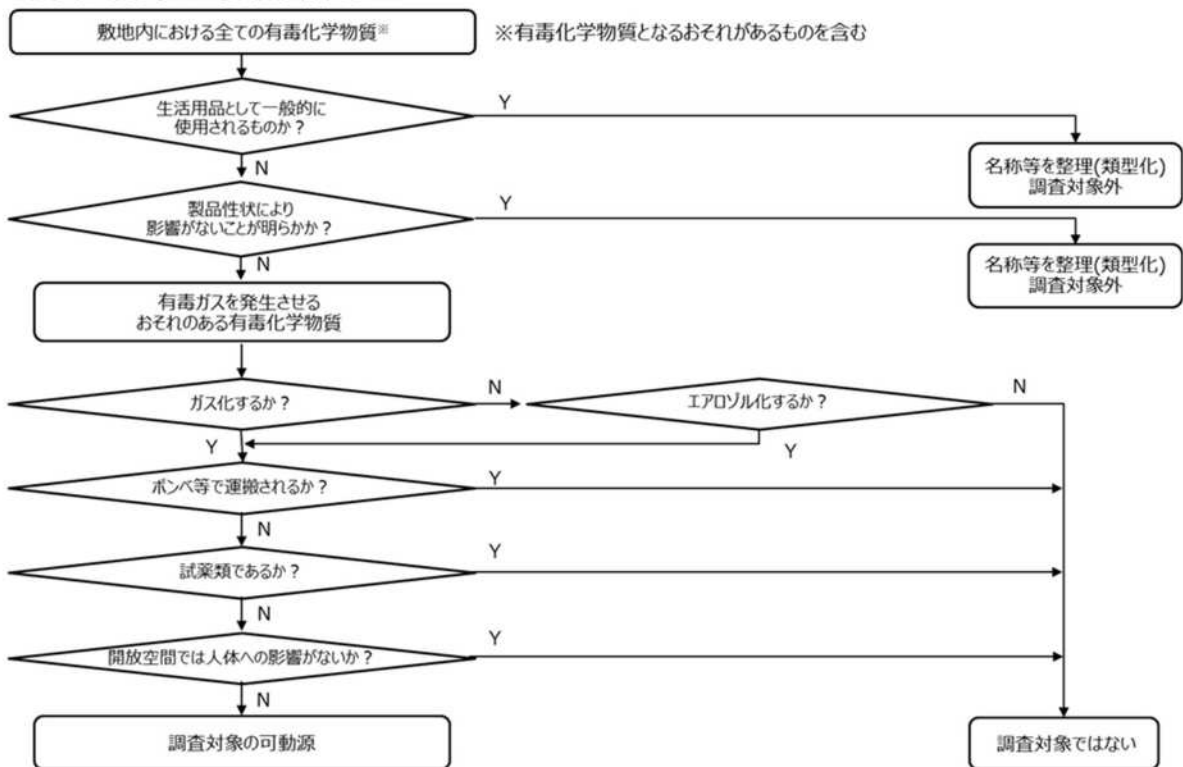 敷地内における全ての有毒化学物質※
※有毒化学物質となるおそれがあるものを含む
生活用品として一般的に
使用されるものか？
Y
N
名称等を整理(類型化)
調査対象外
製品性状により
影響がないことが明らかか？
Y
N
名称等を整理(類型化)
調査対象外
有毒ガスを発生させる
おそれのある有毒化学物質
ガス化するか？
N
エアロゾル化するか？
N
Y
Y
ボンベ等で運搬されるか？
Y
N
試薬類であるか？
Y
N
開放空間では人体への影響がないか？
Y
N
調査対象の可動源
調査対象ではない